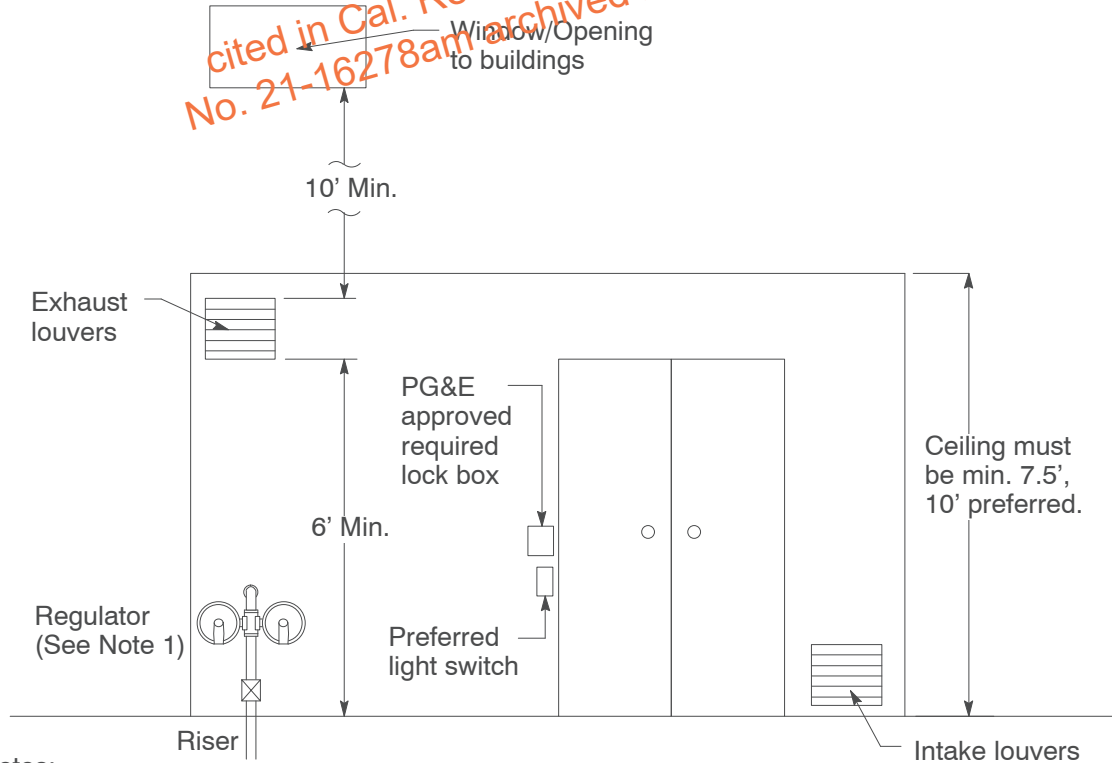 cited in Cal.
No. 21-16278am archived
Window/Opening
to buildings
10’ Min.
Exhaust
louvers
PG&E
approved
required
lock box
Ceiling must
be min. 7.5’,
10’ preferred.
6’ Min.
Regulator
(See Note 1)
Preferred
light switch
Riser
Intake louvers